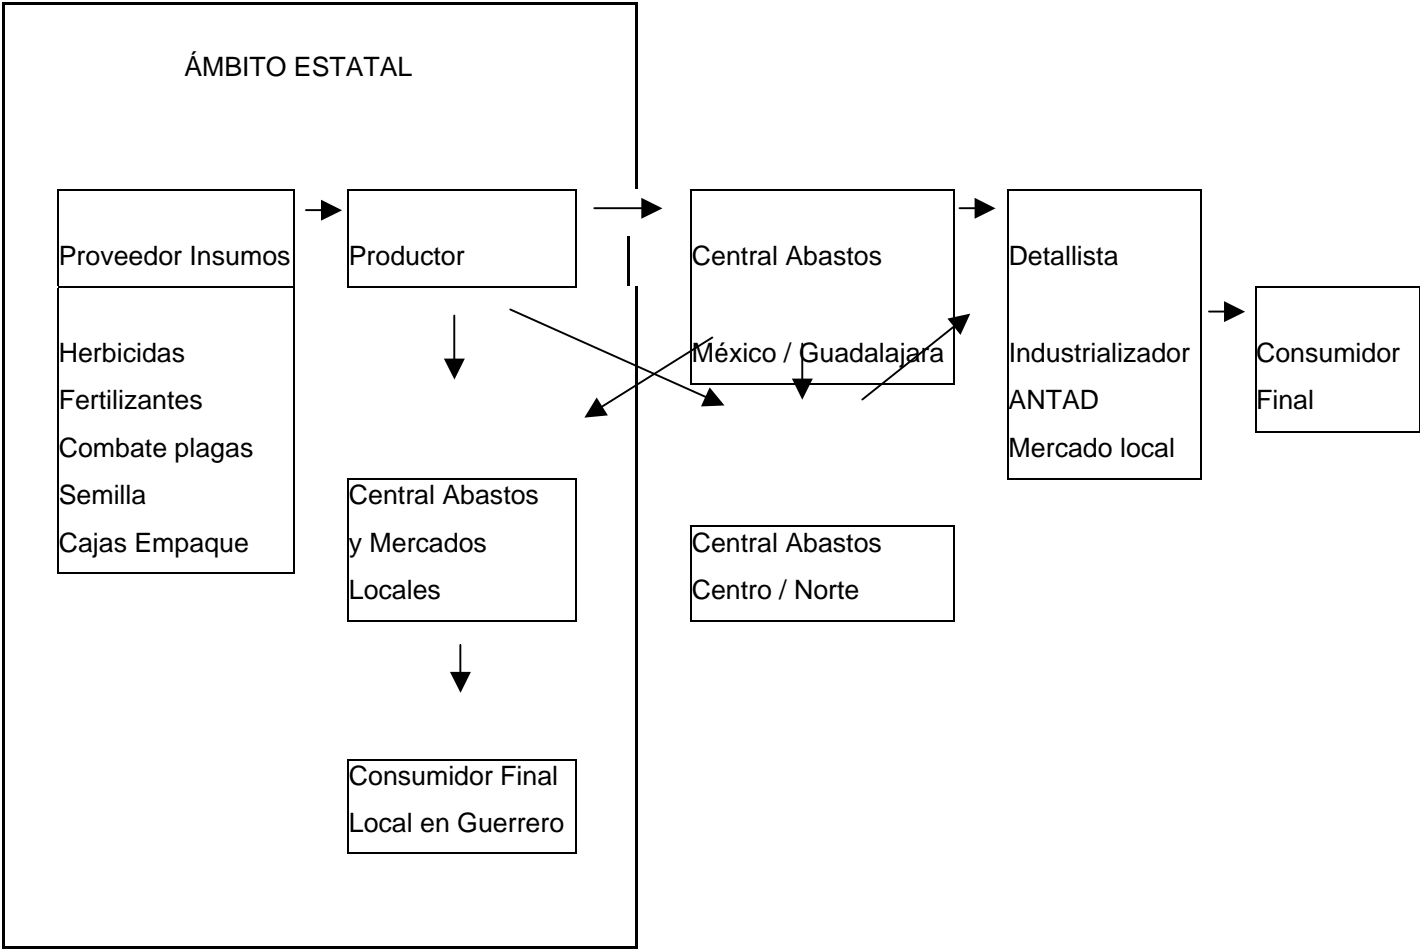 ÁMBITO ESTATAL
Proveedor Insumos
Herbicidas
Fertilizantes
Combate plagas
Semilla
Cajas Empaque
Productor
Central Abastos
y Mercados
Locales
Consumidor Final
Local en Guerrero
Central Abastos
México / Guadalajara
Central Abastos
Centro / Norte
Detallista
Industrializador
ANTAD
Mercado local
Consumidor
Final